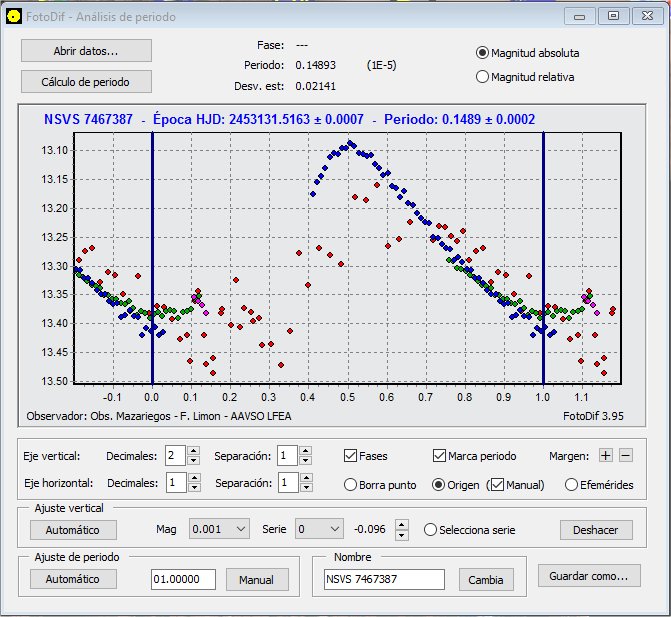 FotoDif - Análisis de periodo
Abrir datos...
Cálculo de periodo
Fase: ---
Periodo: 0.14893 (1E-5)
Desv. est: 0.02141
Magnitud absoluta
Magnitud relativa
NSVS 7467387 - Época HJD: 2453131.5163 ± 0.0007 - Periodo: 0.1489 ± 0.0002
13.10
13.15
13.20
13.25
13.30
13.35
13.40
13.45
13.50
-0.1 0.0 0.1 0.2 0.3 0.4 0.5 0.6 0.7 0.8 0.9 1.0 1.1
Observador: Obs. Mazariegos - F. Limon - AAVSO LFEA FotoDif 3.95
Eje vertical: Decimales: 2 Separación: 1 Fases Marca periodo Margen: + −
Eje horizontal: Decimales: 1 Separación: 1 Borra punto Origen (Manual) Efemérides
Ajuste vertical
Automático Mag 0.001 Serie 0 -0.096 Selecciona serie Deshacer
Ajuste de periodo
Automático 01.00000 Manual
Nombre
NSVS 7467387 Cambia
Guardar como...